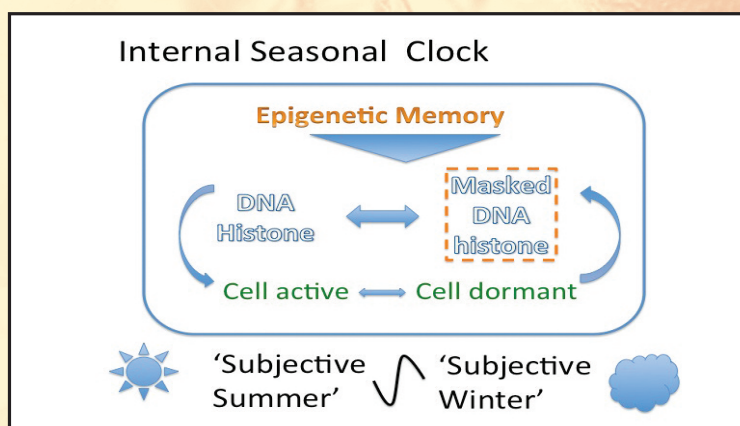 Internal Seasonal Clock
Epigenetic Memory
DNA
Histone
Masked
DNA
histone
Cell active
Cell dormant
'Subjective
Summer'
'Subjective
Winter'